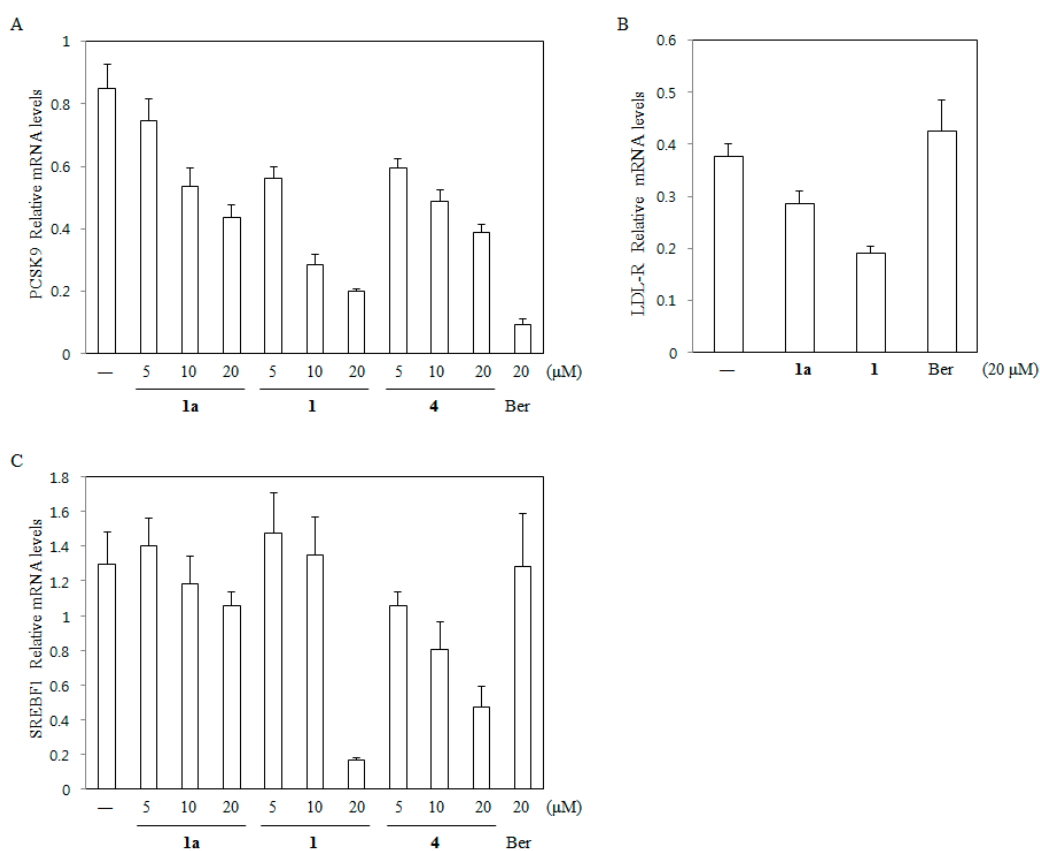 A
PCSK9 Relative mRNA levels
1
0.8
0.6
0.4
0.2
0
— 5 10 20 5 10 20 5 10 20 20 (μM)
1a 1 4 Ber
B
LDL-R Relative mRNA levels
0.6
0.5
0.4
0.3
0.2
0.1
0
— 1a 1 Ber (20 μM)
C
SREBF1 Relative mRNA levels
1.8
1.6
1.4
1.2
1
0.8
0.6
0.4
0.2
0
— 5 10 20 5 10 20 5 10 20 20 (μM)
1a 1 4 Ber